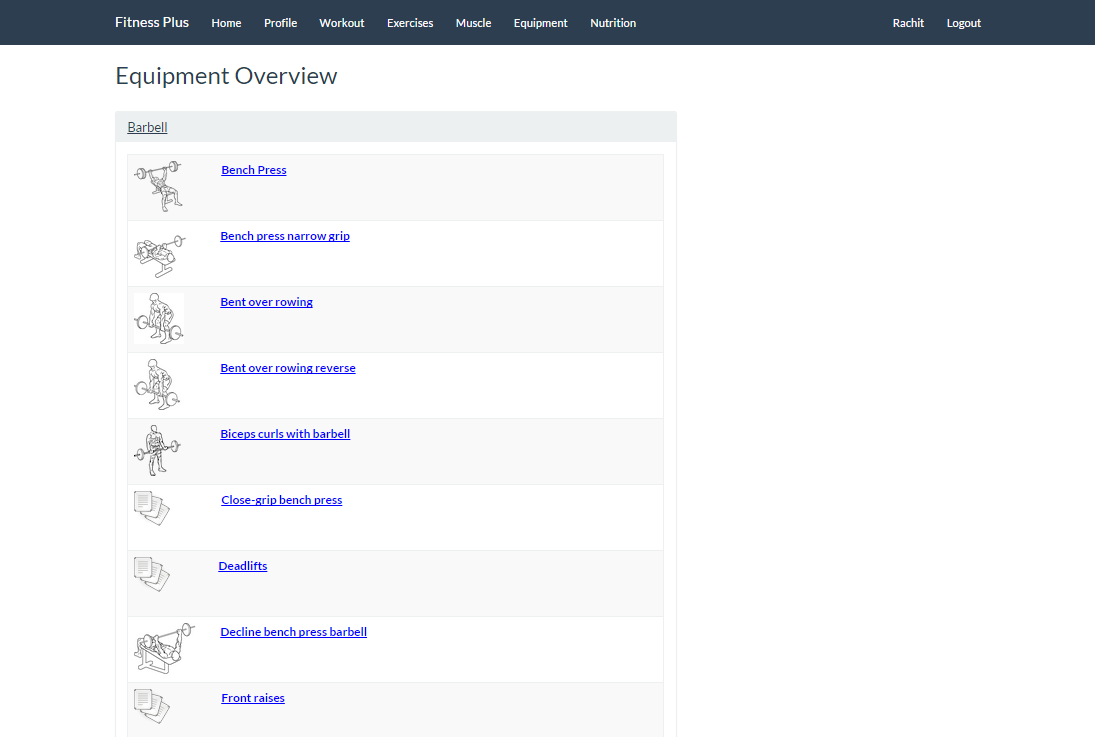 Fitness Plus Home Profile Workout Exercises Muscle Equipment Nutrition Rachit Logout
Equipment Overview
Barbell
Bench Press
Bench press narrow grip
Bent over rowing
Bent over rowing reverse
Biceps curls with barbell
Close-grip bench press
Deadlifts
Decline bench press barbell
Front raises